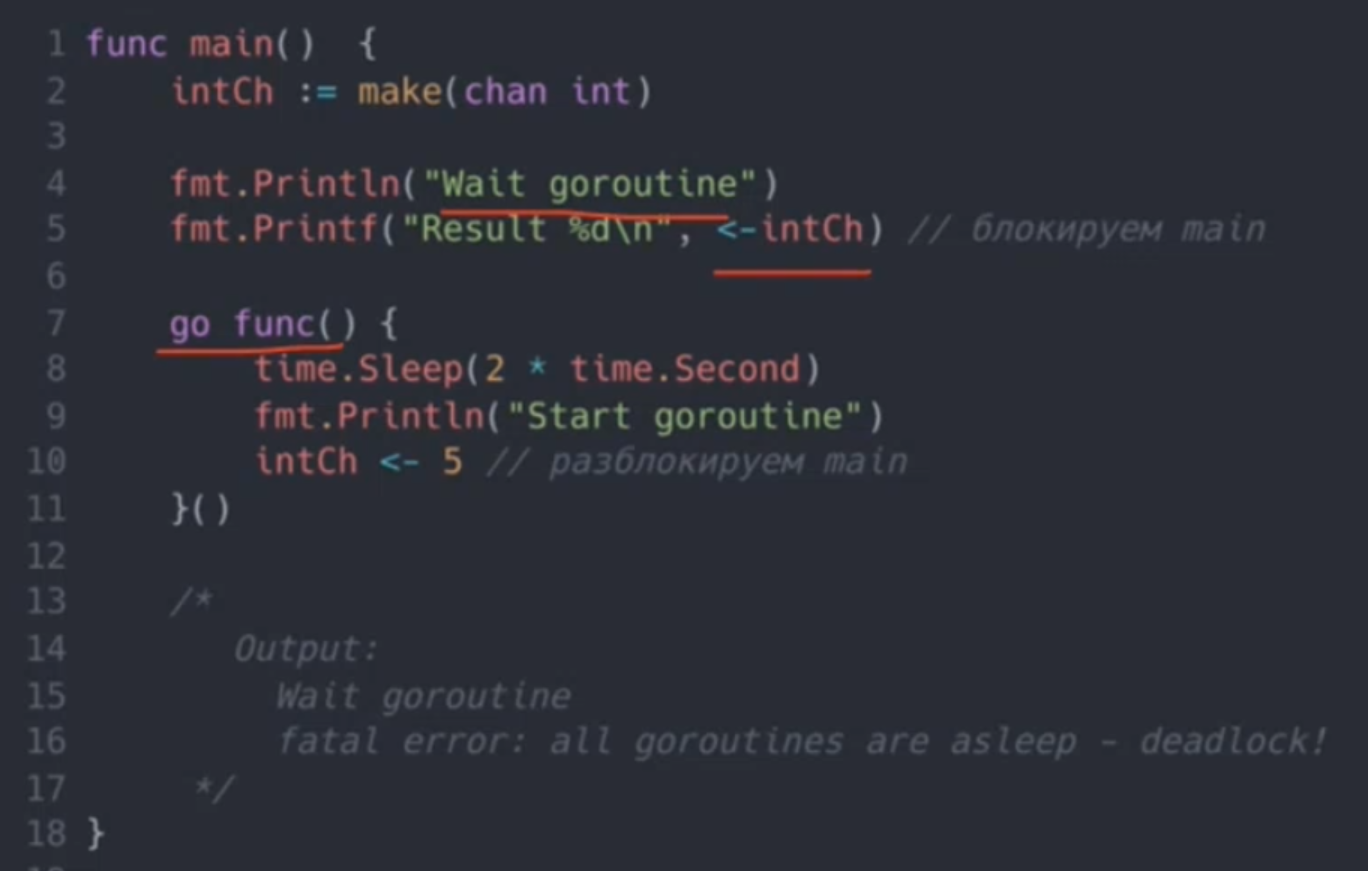 1 func main()  {
2     intCh := make(chan int)
3
4     fmt.Println("Wait goroutine")
5     fmt.Printf("Result %d\n", <-intCh) // блокируем main
6
7     go func() {
8         time.Sleep(2 * time.Second)
9         fmt.Println("Start goroutine")
10         intCh <- 5 // разблокируем main
11     }()
12
13     /*
14        Output:
15          Wait goroutine
16          fatal error: all goroutines are asleep - deadlock!
17      */
18 }